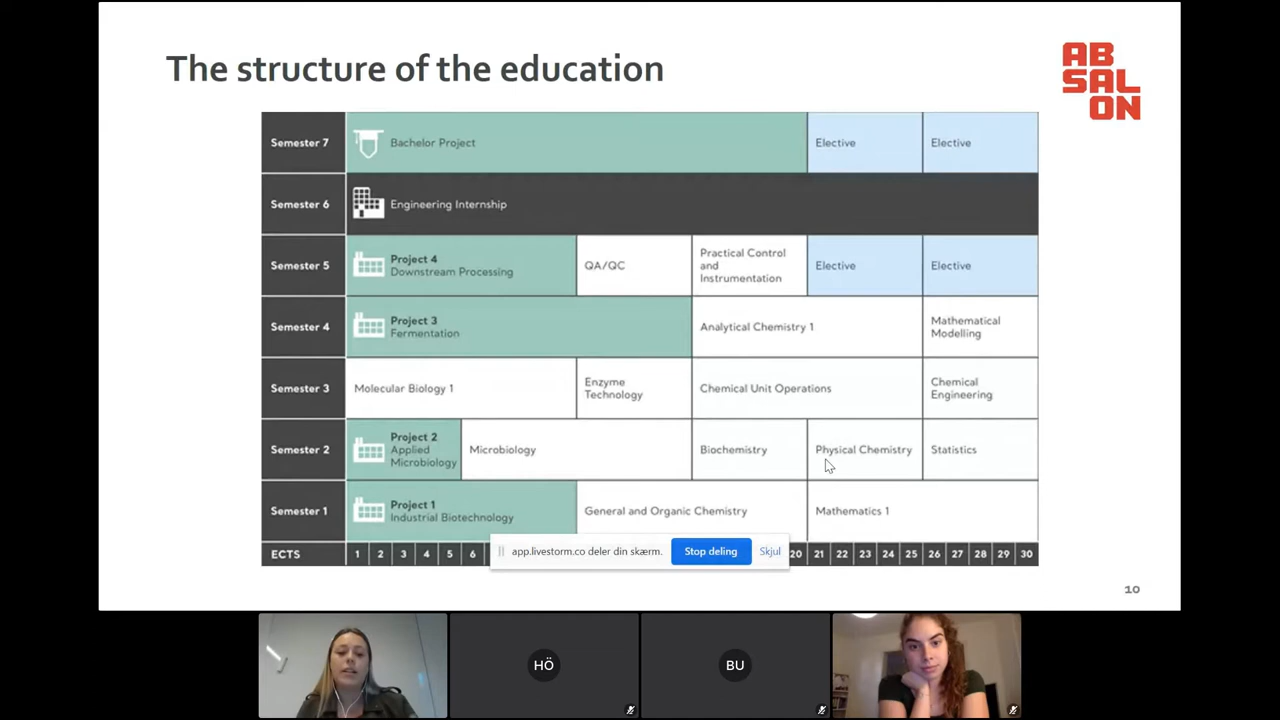 The structure of the education
AB
SAL
ON
Semester 7
Bachelor Project
Elective
Elective
Semester 6
Engineering Internship
Semester 5
Project 4
Downstream Processing
QA/QC
Practical Control
and
Instrumentation
Elective
Elective
Semester 4
Project 3
Fermentation
Analytical Chemistry 1
Mathematical
Modelling
Semester 3
Molecular Biology 1
Enzyme
Technology
Chemical Unit Operations
Chemical
Engineering
Semester 2
Project 2
Applied
Microbiology
Microbiology
Biochemistry
Physical Chemistry
Statistics
Semester 1
Project 1
Industrial Biotechnology
General and Organic Chemistry
Mathematics 1
ECTS 1 2 3 4 5 6 20 21 22 23 24 25 26 27 28 29 30
app.livestorm.co deler din skærm. Stop deling Skjul
10
HÖ
BU